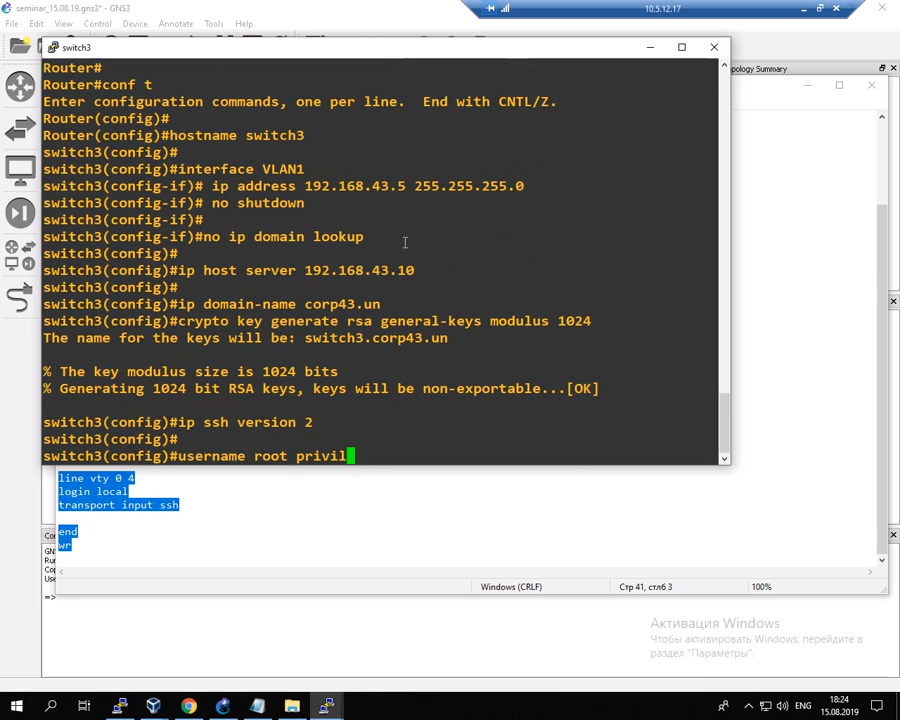 seminar_15.08.19.gns3* - GNS3
10.5.12.17
File Edit View Control Device Annotate Tools Help
switch3
pology Summary
Router#
Router#conf t
Enter configuration commands, one per line.  End with CNTL/Z.
Router(config)#
Router(config)#hostname switch3
switch3(config)#
switch3(config)#interface VLAN1
switch3(config-if)# ip address 192.168.43.5 255.255.255.0
switch3(config-if)# no shutdown
switch3(config-if)#
switch3(config-if)#no ip domain lookup
switch3(config)#
switch3(config)#ip host server 192.168.43.10
switch3(config)#
switch3(config)#ip domain-name corp43.un
switch3(config)#crypto key generate rsa general-keys modulus 1024
The name for the keys will be: switch3.corp43.un
% The key modulus size is 1024 bits
% Generating 1024 bit RSA keys, keys will be non-exportable...[OK]
switch3(config)#ip ssh version 2
switch3(config)#
switch3(config)#username root privil
line vty 0 4
login local
transport input ssh
end
wr
Co
GN
Ru
Co
Use
=>
Windows (CRLF)
Стр 41, стлб 3
100%
Активация Windows
Чтобы активировать Windows, перейдите в
раздел "Параметры".
ENG
18:24
15.08.2019